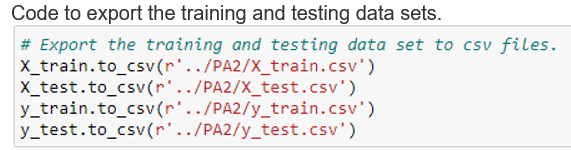 Code to export the training and testing data sets.
# Export the training and testing data set to csv files.
X_train.to_csv(r'../PA2/X_train.csv')
X_test.to_csv(r'../PA2/X_test.csv')
y_train.to_csv(r'../PA2/y_train.csv')
y_test.to_csv(r'../PA2/y_test.csv')